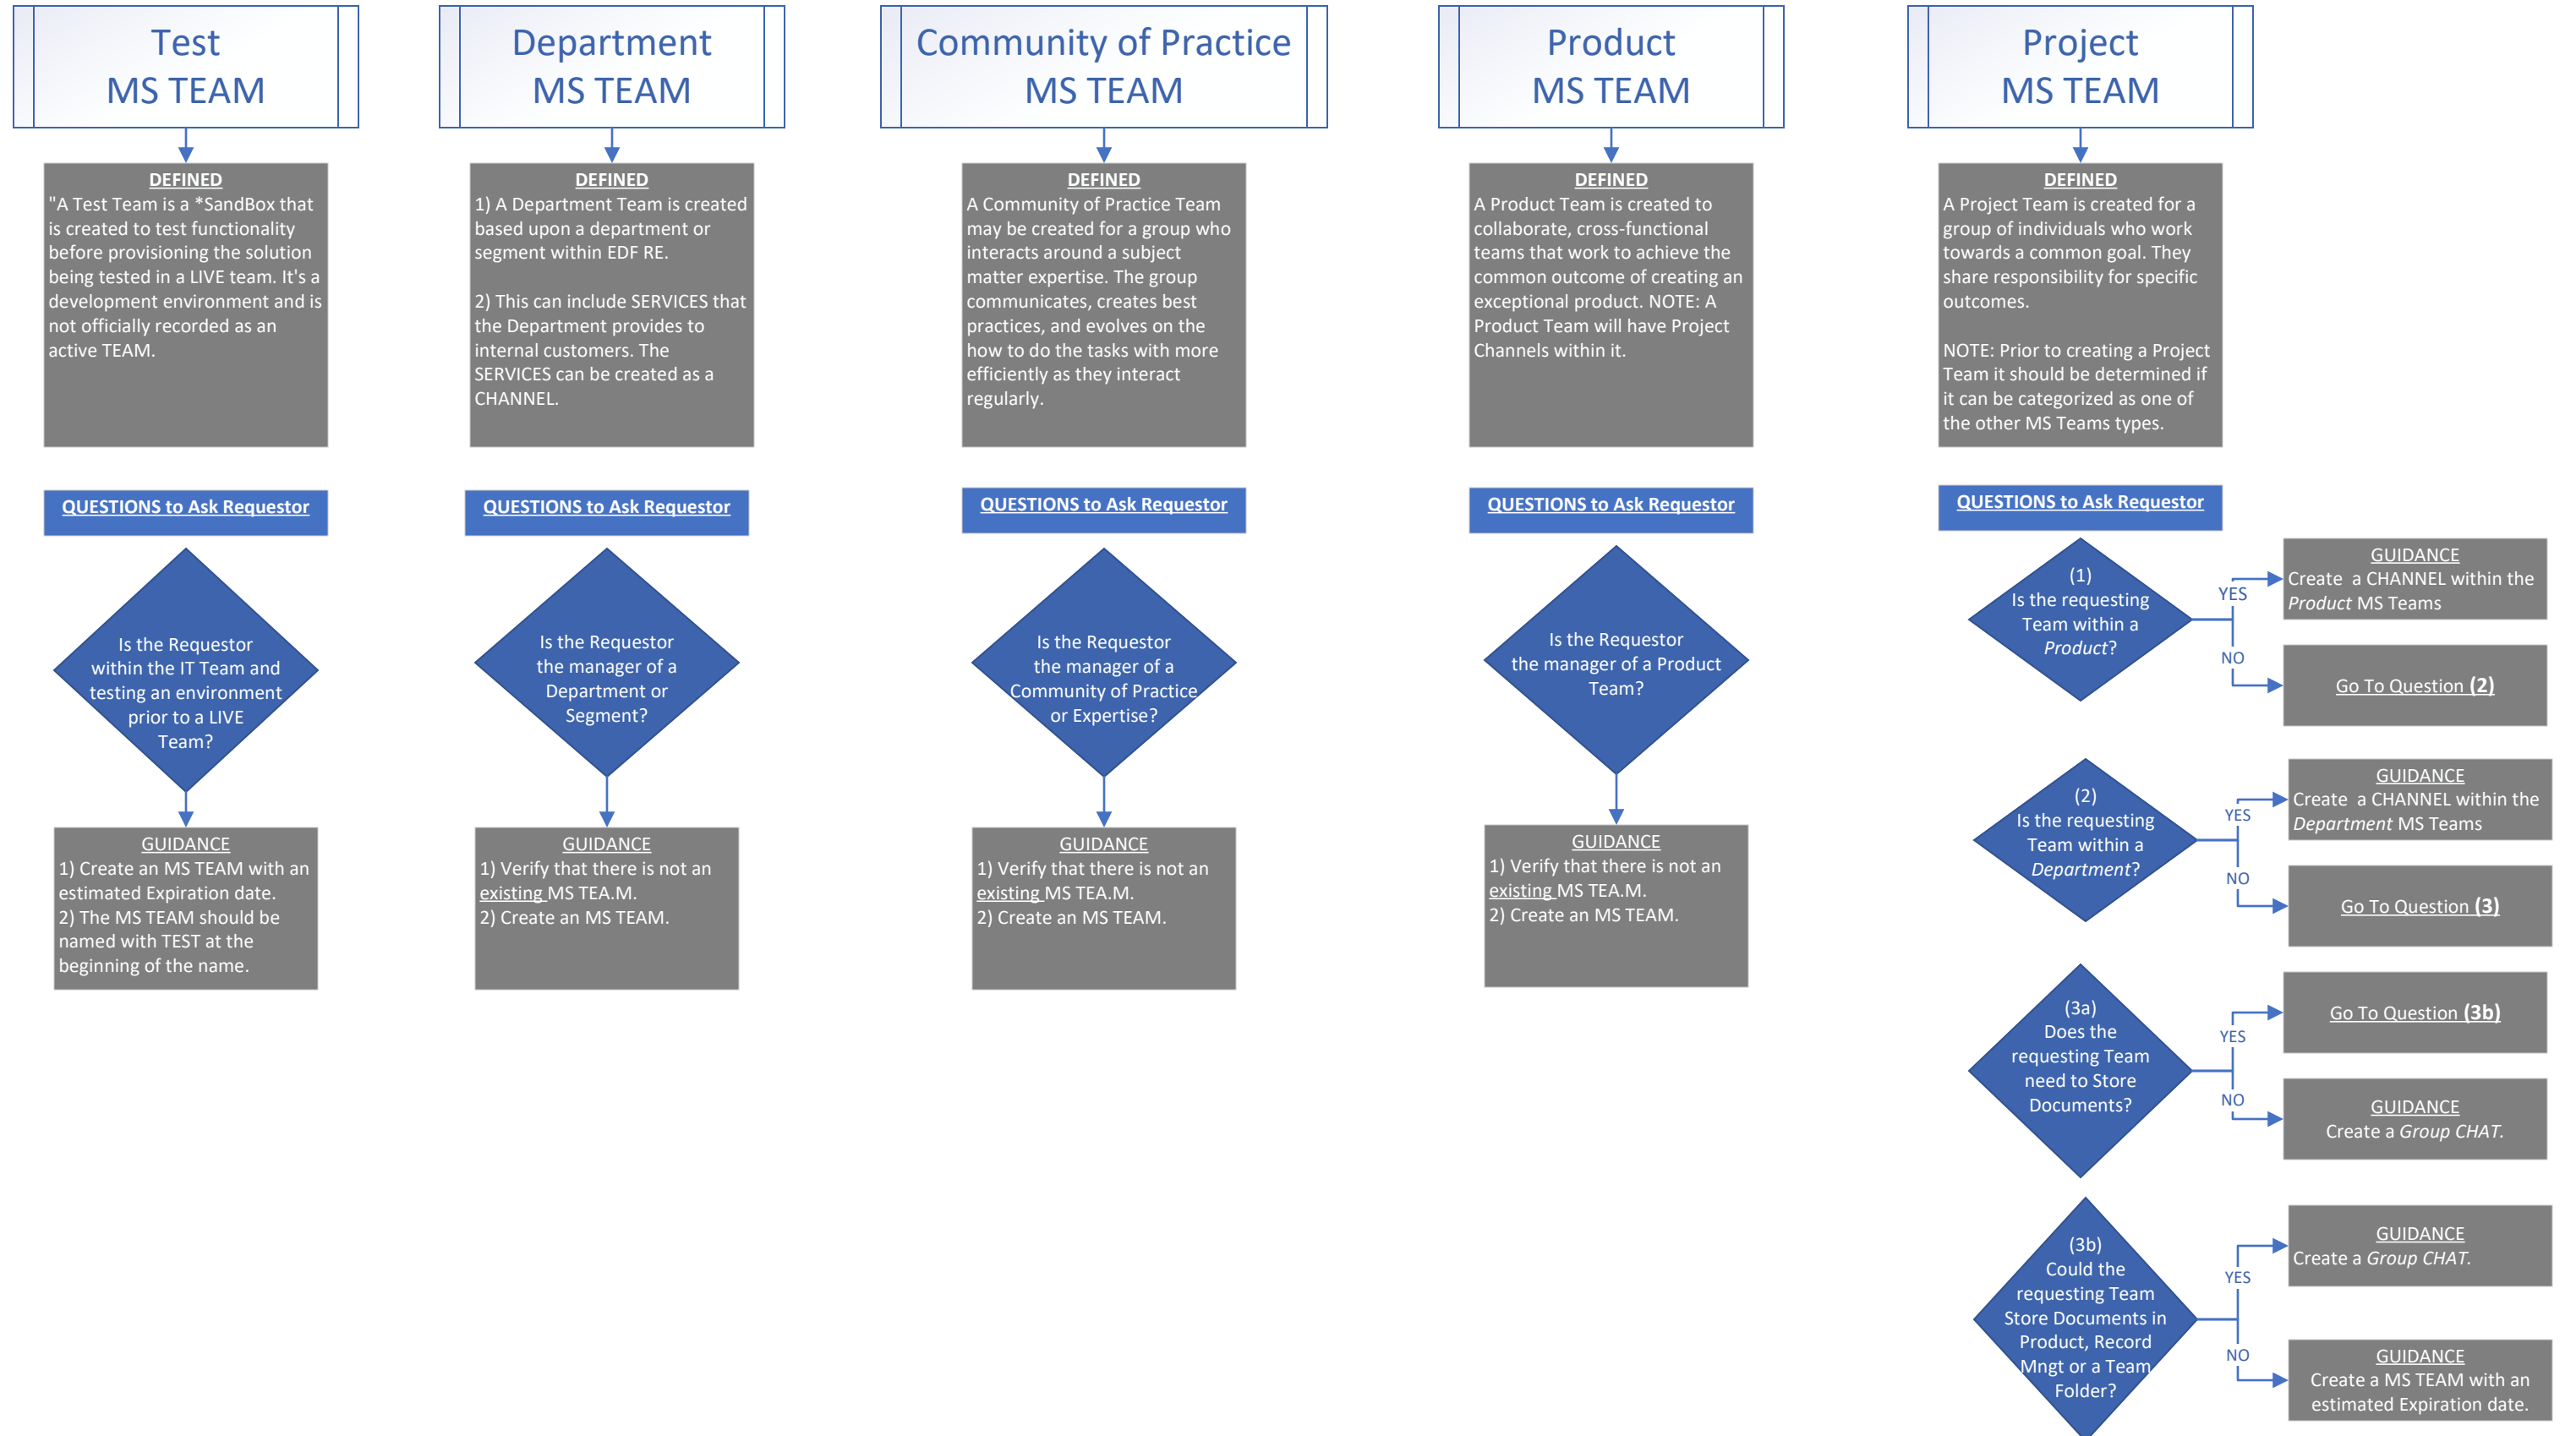 Test
MS TEAM
DEFINED
"A Test Team is a *SandBox that
is created to test functionality
before provisioning the solution
being tested in a LIVE team. It's a
development environment and is
not officially recorded as an
active TEAM.
QUESTIONS to Ask Requestor
Is the Requestor
within the IT Team and
testing an environment
prior to a LIVE
Team?
GUIDANCE
1) Create an MS TEAM with an
estimated Expiration date.
2) The MS TEAM should be
named with TEST at the
beginning of the name.
Department
MS TEAM
DEFINED
1) A Department Team is created
based upon a department or
segment within EDF RE.
2) This can include SERVICES that
the Department provides to
internal customers. The
SERVICES can be created as a
CHANNEL.
QUESTIONS to Ask Requestor
Is the Requestor
the manager of a
Department or
Segment?
GUIDANCE
1) Verify that there is not an
existing MS TEA.M.
2) Create an MS TEAM.
Community of Practice
MS TEAM
DEFINED
A Community of Practice Team
may be created for a group who
interacts around a subject
matter expertise. The group
communicates, creates best
practices, and evolves on the
how to do the tasks with more
efficiently as they interact
regularly.
QUESTIONS to Ask Requestor
Is the Requestor
the manager of a
Community of Practice
or Expertise?
GUIDANCE
1) Verify that there is not an
existing MS TEA.M.
2) Create an MS TEAM.
Product
MS TEAM
DEFINED
A Product Team is created to
collaborate, cross-functional
teams that work to achieve the
common outcome of creating an
exceptional product. NOTE: A
Product Team will have Project
Channels within it.
QUESTIONS to Ask Requestor
Is the Requestor
the manager of a Product
Team?
GUIDANCE
1) Verify that there is not an
existing MS TEA.M.
2) Create an MS TEAM.
Project
MS TEAM
DEFINED
A Project Team is created for a
group of individuals who work
towards a common goal. They
share responsibility for specific
outcomes.
NOTE: Prior to creating a Project
Team it should be determined if
it can be categorized as one of
the other MS Teams types.
QUESTIONS to Ask Requestor
(1)
Is the requesting
Team within a
Product?
YES
GUIDANCE
Create a CHANNEL within the
Product MS Teams
NO
Go To Question (2)
(2)
Is the requesting
Team within a
Department?
YES
GUIDANCE
Create a CHANNEL within the
Department MS Teams
NO
Go To Question (3)
(3a)
Does the
requesting Team
need to Store
Documents?
YES
Go To Question (3b)
NO
GUIDANCE
Create a Group CHAT.
(3b)
Could the
requesting Team
Store Documents in
Product, Record
Mngt or a Team
Folder?
YES
GUIDANCE
Create a Group CHAT.
NO
GUIDANCE
Create a MS TEAM with an
estimated Expiration date.